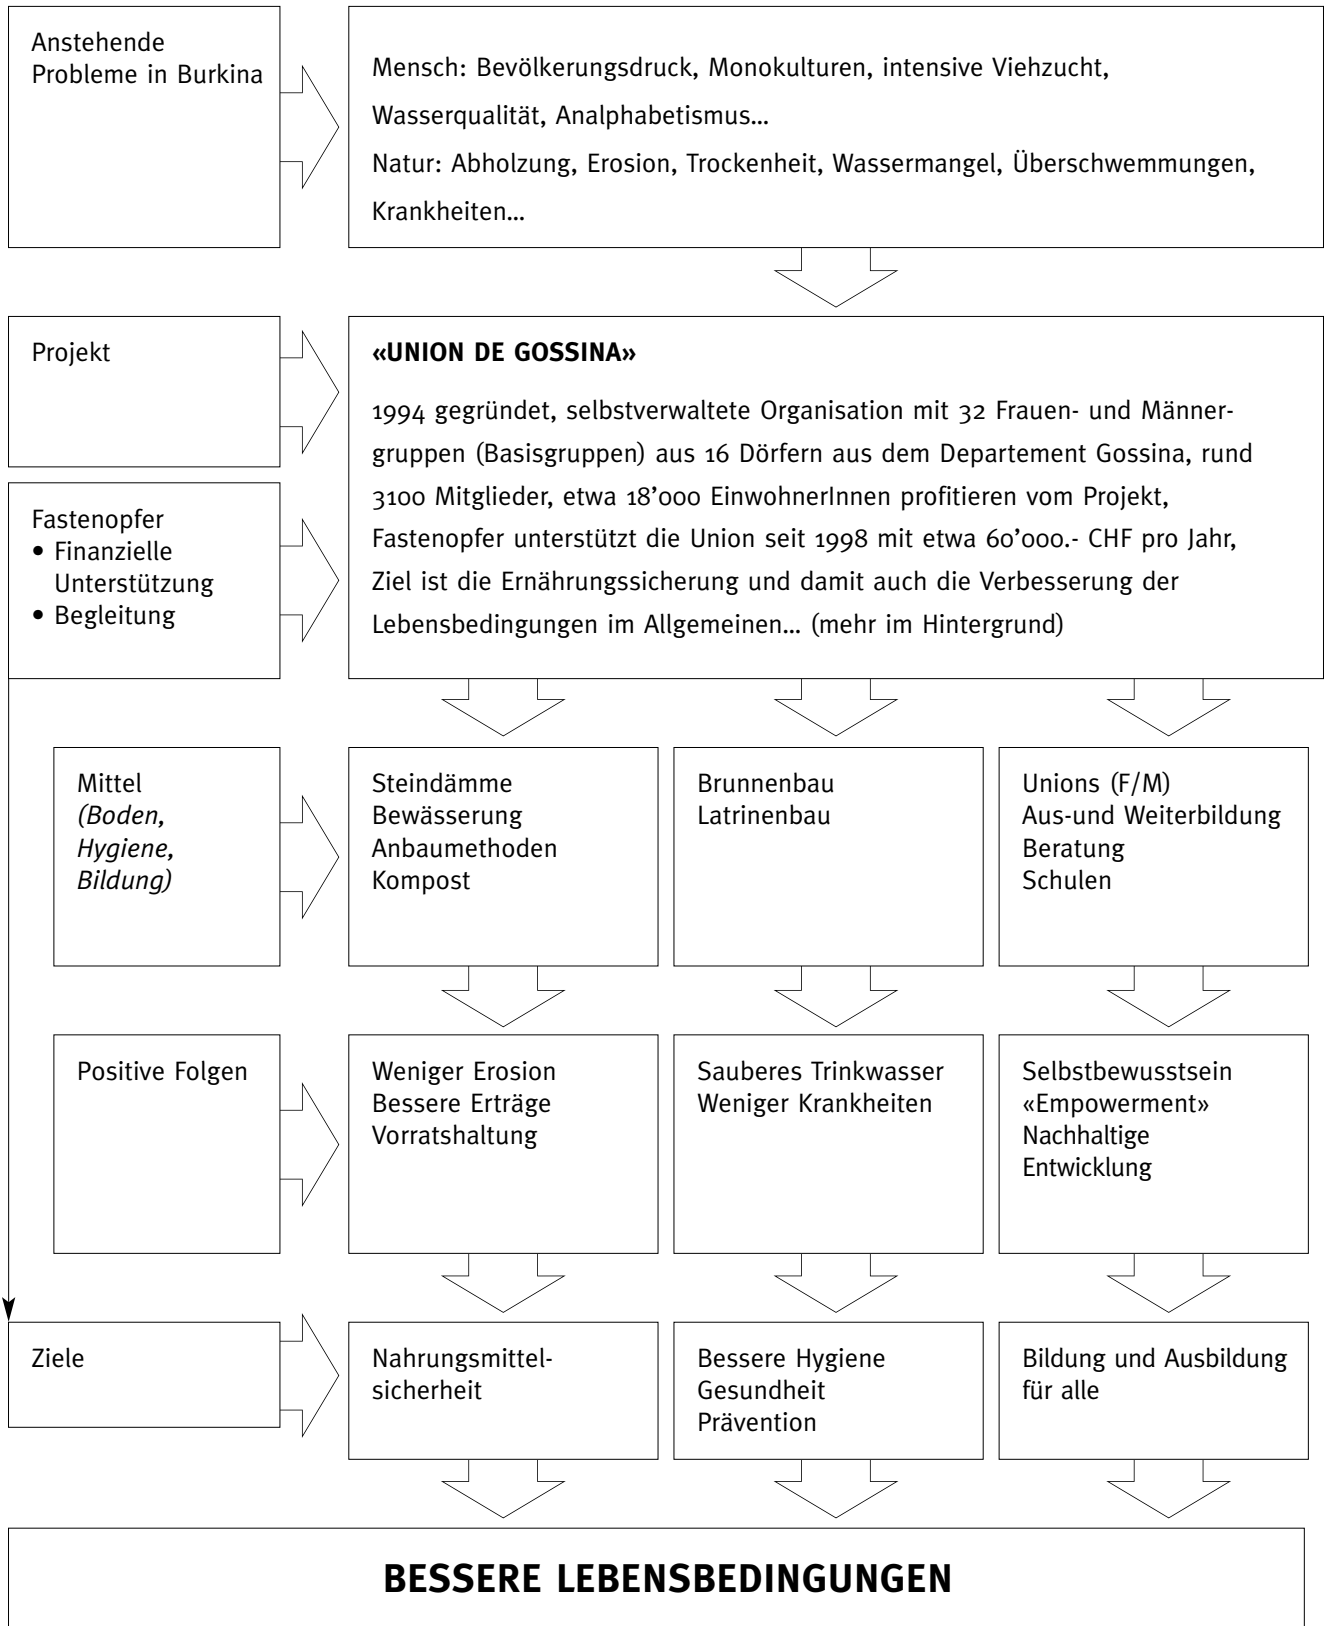 Anstehende
Probleme in Burkina
Mensch: Bevölkerungsdruck, Monokulturen, intensive Viehzucht,
Wasserqualität, Analphabetismus...
Natur: Abholzung, Erosion, Trockenheit, Wassermangel, Überschwemmungen,
Krankheiten...
Projekt
«UNION DE GOSSINA»
1994 gegründet, selbstverwaltete Organisation mit 32 Frauen- und Männer-
gruppen (Basisgruppen) aus 16 Dörfern aus dem Departement Gossina, rund
3100 Mitglieder, etwa 18’000 EinwohnerInnen profitieren vom Projekt,
Fastenopfer unterstützt die Union seit 1998 mit etwa 60’000.- CHF pro Jahr,
Ziel ist die Ernährungssicherung und damit auch die Verbesserung der
Lebensbedingungen im Allgemeinen... (mehr im Hintergrund)
Fastenopfer
• Finanzielle
Unterstützung
• Begleitung
Mittel
(Boden,
Hygiene,
Bildung)
Steindämme
Bewässerung
Anbaumethoden
Kompost
Brunnenbau
Latrinenbau
Unions (F/M)
Aus-und Weiterbildung
Beratung
Schulen
Positive Folgen
Weniger Erosion
Bessere Erträge
Vorratshaltung
Sauberes Trinkwasser
Weniger Krankheiten
Selbstbewusstsein
«Empowerment»
Nachhaltige
Entwicklung
Ziele
Nahrungsmittel-
sicherheit
Bessere Hygiene
Gesundheit
Prävention
Bildung und Ausbildung
für alle
BESSERE LEBENSBEDINGUNGEN